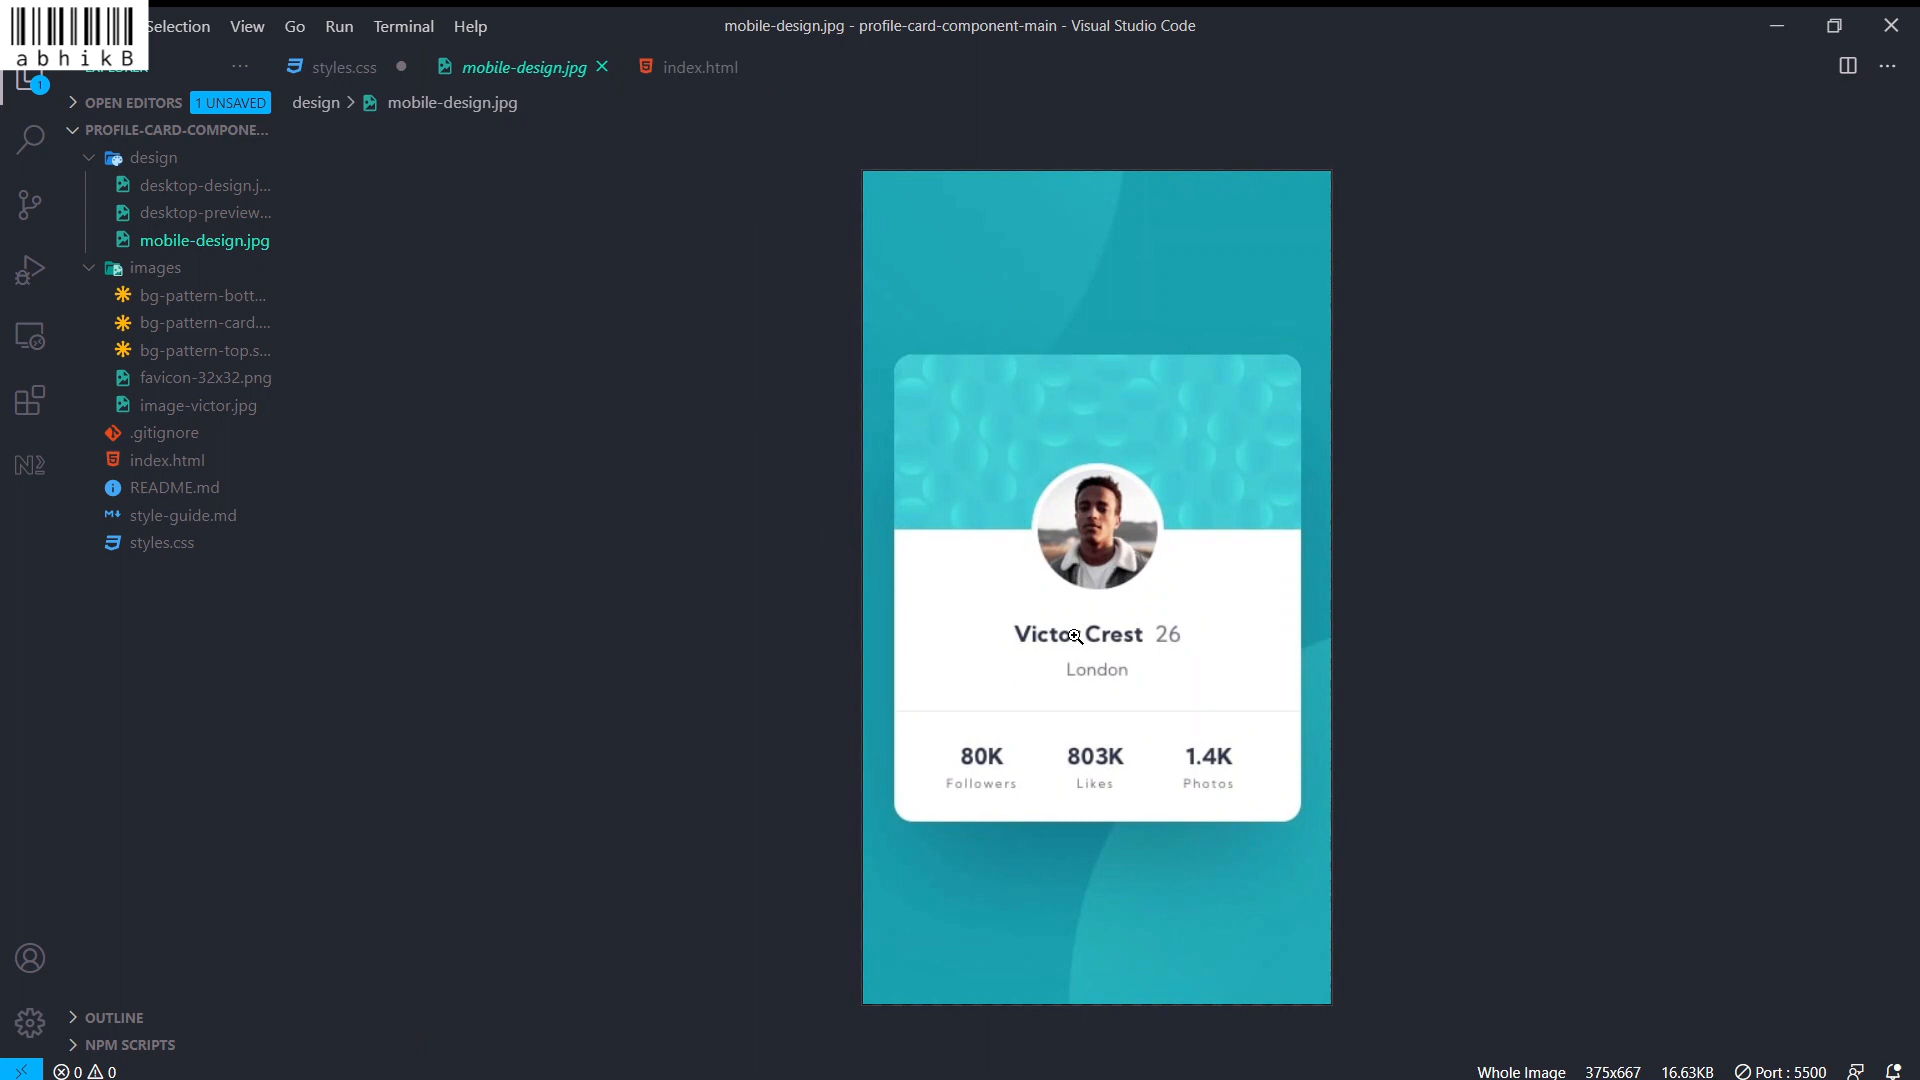 abhikB
Selection View Go Run Terminal Help
mobile-design.jpg - profile-card-component-main - Visual Studio Code
styles.css
mobile-design.jpg
index.html
1
OPEN EDITORS 1 UNSAVED
design > mobile-design.jpg
PROFILE-CARD-COMPONE...
design
desktop-design.j...
desktop-preview...
mobile-design.jpg
images
bg-pattern-bott...
bg-pattern-card....
bg-pattern-top.s...
favicon-32x32.png
image-victor.jpg
.gitignore
index.html
README.md
style-guide.md
styles.css
Crest 26
London
80K 803K 1.4K
Followers Likes Photos
OUTLINE
NPM SCRIPTS
0 0
Whole Image 375x667 16.63KB Port : 5500